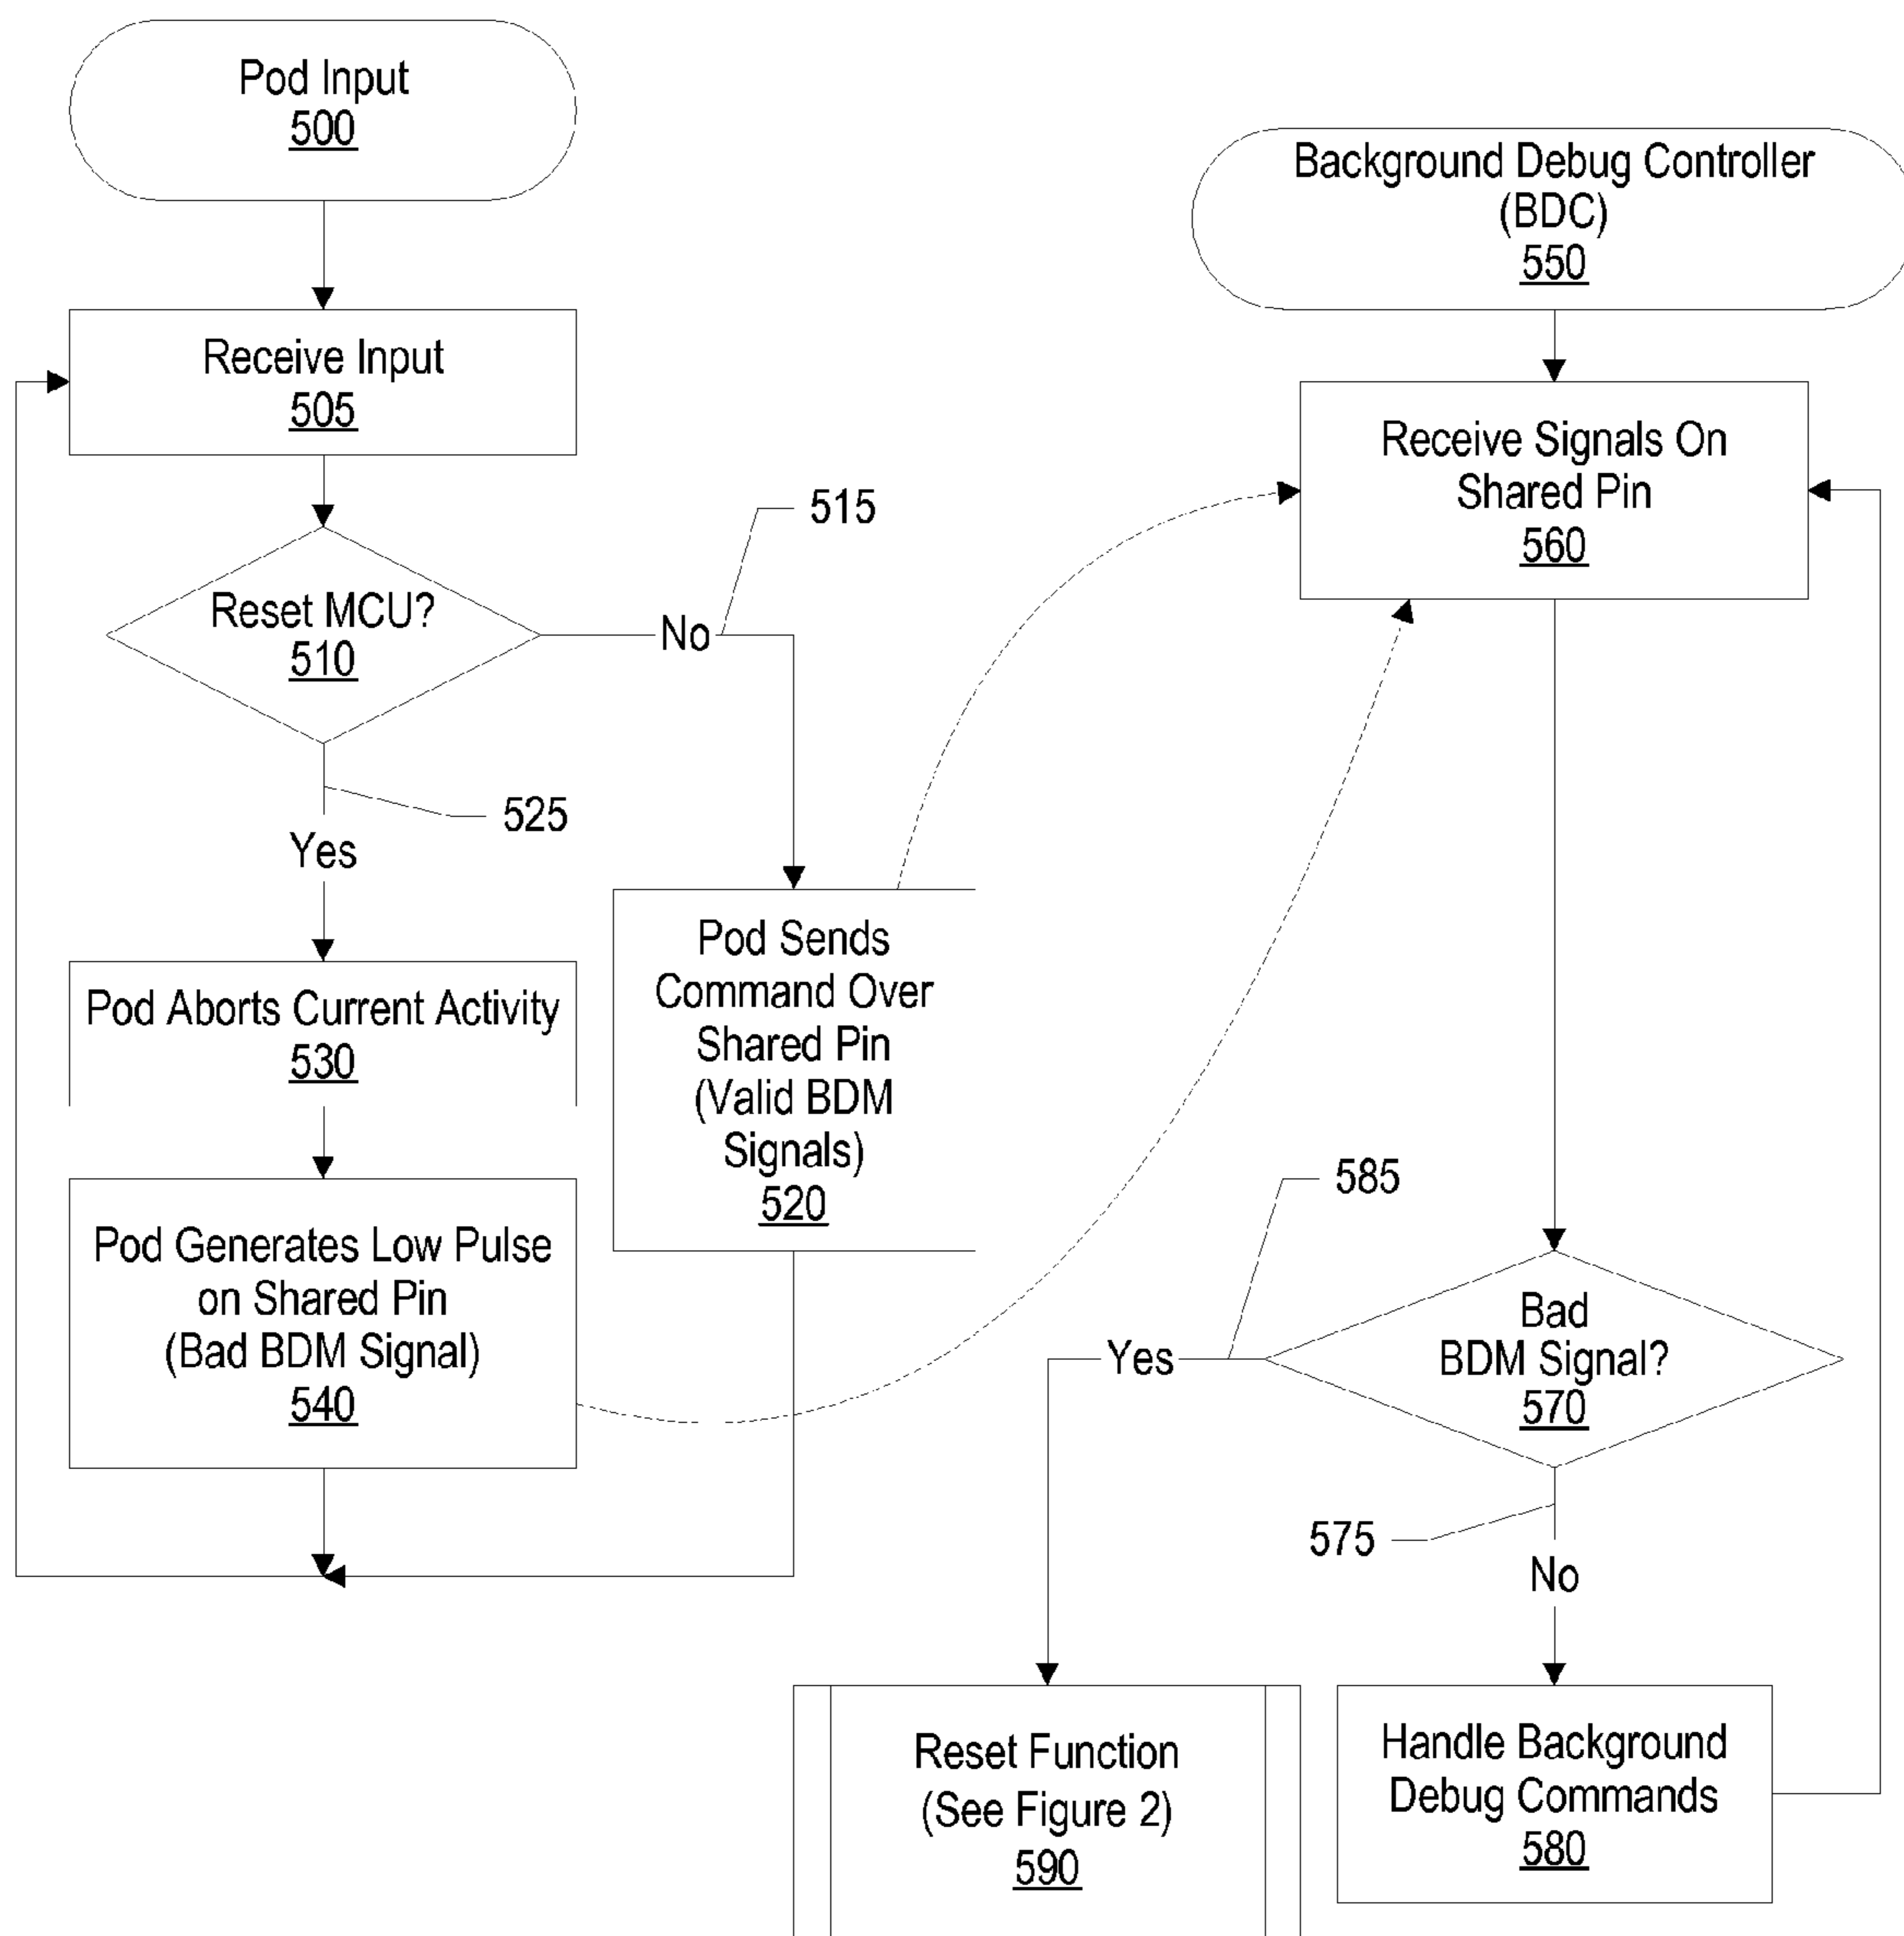 Pod Input
500
Receive Input
505
Reset MCU?
510
No
515
525
Yes
Pod Aborts Current Activity
530
Pod Sends
Command Over
Shared Pin
(Valid BDM
Signals)
520
Pod Generates Low Pulse
on Shared Pin
(Bad BDM Signal)
540
Background Debug Controller
(BDC)
550
Receive Signals On
Shared Pin
560
585
Yes
Bad
BDM Signal?
570
575
No
Reset Function
(See Figure 2)
590
Handle Background
Debug Commands
580